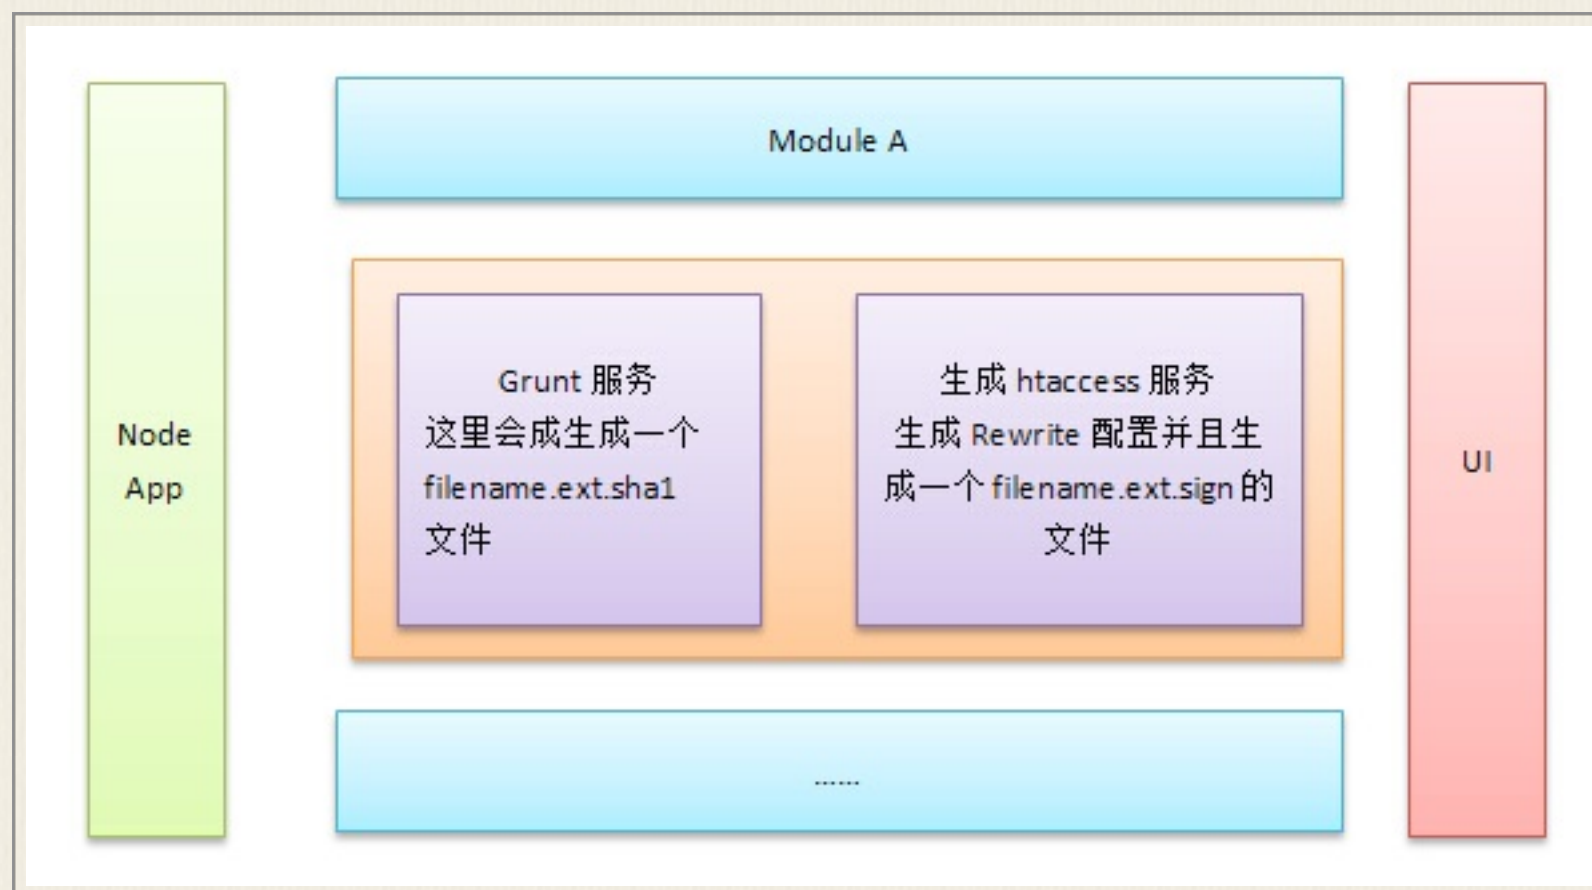 Module A
Node
App
Grunt 服务
这里会成生成一个
filename.ext.sha1
文件
生成 htaccess 服务
生成 Rewrite 配置并且生
成一个 filename.ext.sign 的
文件
UI
......